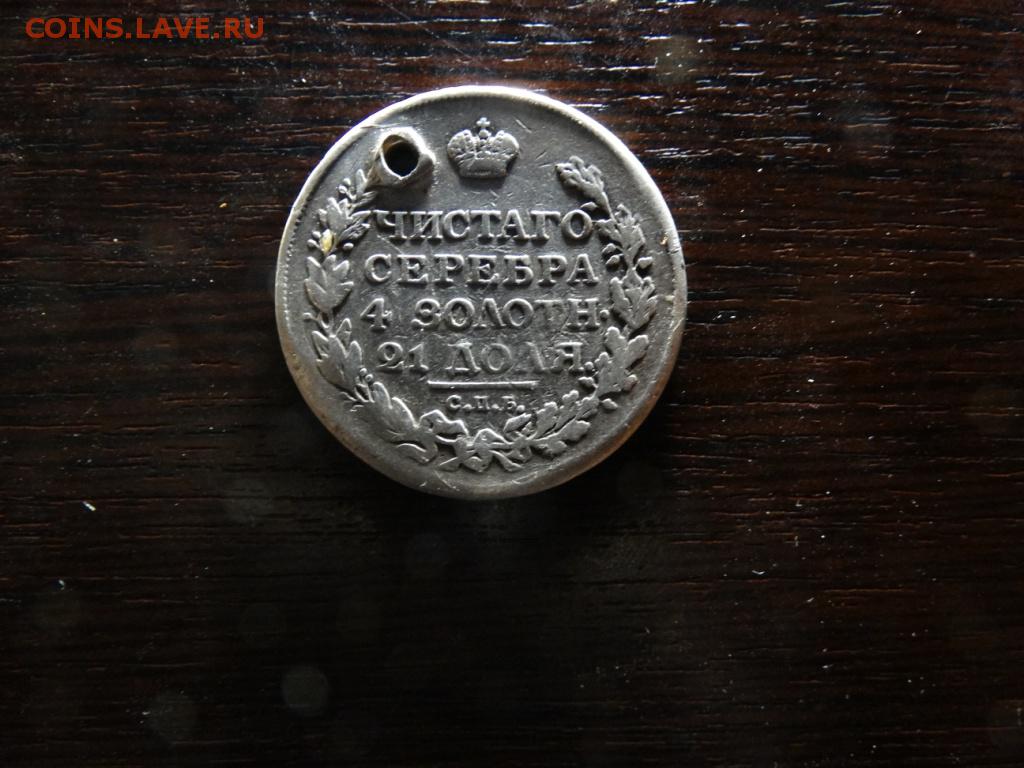 COINS.LAVE.RU
ЧИСТАГО
СЕРЕБРА
4 ЗОЛОТН.
21 ДОЛЯ.
С.П.Б.